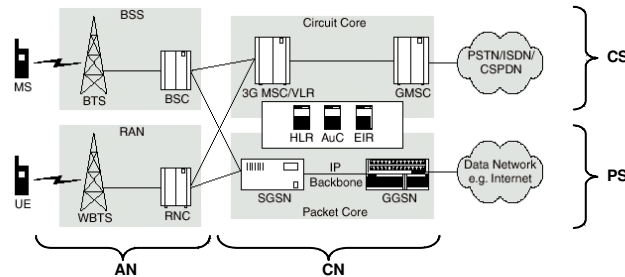 BSS
MS
BTS
BSC
Circuit Core
3G MSC/VLR
GMSC
PSTN/ISDN/
CSPDN
CS
HLR
AuC
EIR
RAN
UE
WBTS
RNC
SGSN
IP
Backbone
GGSN
Packet Core
Data Network
e.g. Internet
PS
AN
CN